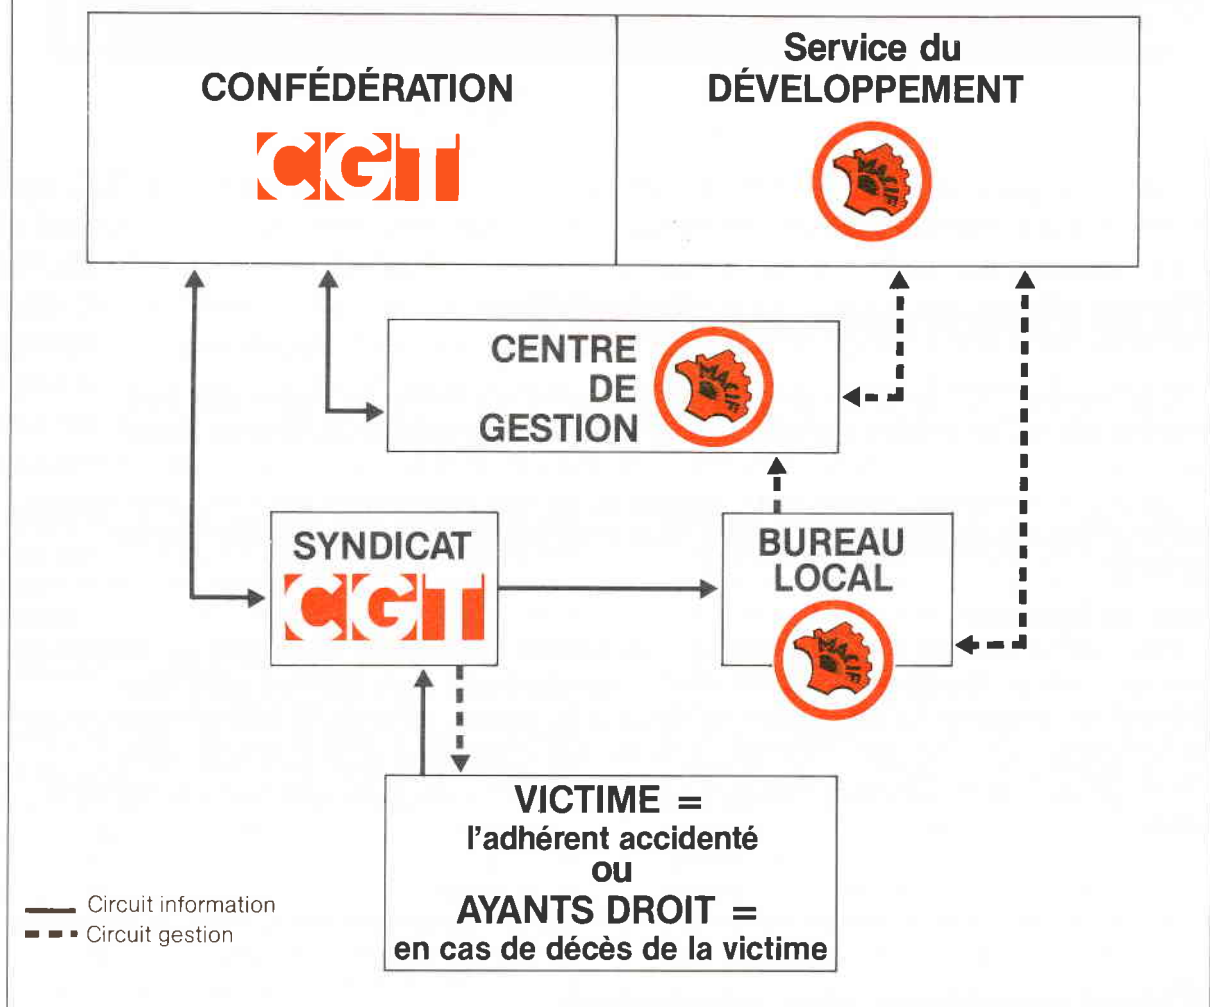 CONFÉDÉRATION
CGT
Service du
DÉVELOPPEMENT
MACIF
CENTRE
DE
GESTION
MACIF
SYNDICAT
CGT
BUREAU
LOCAL
MACIF
VICTIME =
l'adhérent accidenté
ou
AYANTS DROIT =
en cas de décès de la victime
Circuit information
Circuit gestion